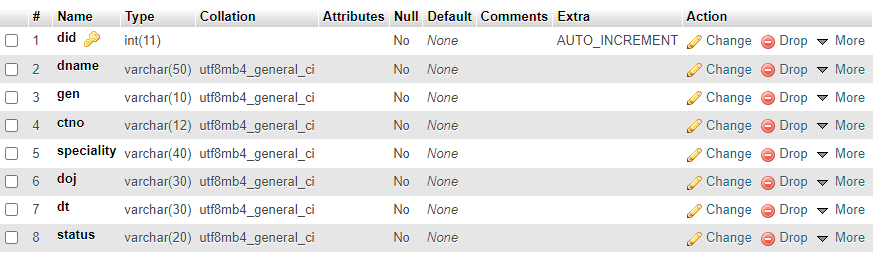 # Name Type Collation Attributes Null Default Comments Extra Action
1 did int(11) No None AUTO_INCREMENT Change Drop More
2 dname varchar(50) utf8mb4_general_ci No None Change Drop More
3 gen varchar(10) utf8mb4_general_ci No None Change Drop More
4 ctno varchar(12) utf8mb4_general_ci No None Change Drop More
5 speciality varchar(40) utf8mb4_general_ci No None Change Drop More
6 doj varchar(30) utf8mb4_general_ci No None Change Drop More
7 dt varchar(30) utf8mb4_general_ci No None Change Drop More
8 status varchar(20) utf8mb4_general_ci No None Change Drop More